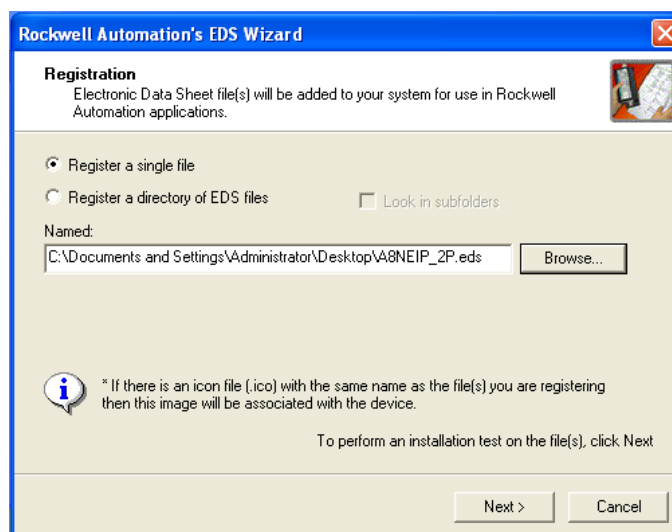 Rockwell Automation's EDS Wizard
Registration
Electronic Data Sheet file(s) will be added to your system for use in Rockwell
Automation applications.
Register a single file
Register a directory of EDS files
Look in subfolders
Named:
C:\Documents and Settings\Administrator\Desktop\A8NEIP_2P.eds
Browse...
* If there is an icon file (.ico) with the same name as the file(s) you are registering
then this image will be associated with the device.
To perform an installation test on the file(s), click Next
Next >
Cancel